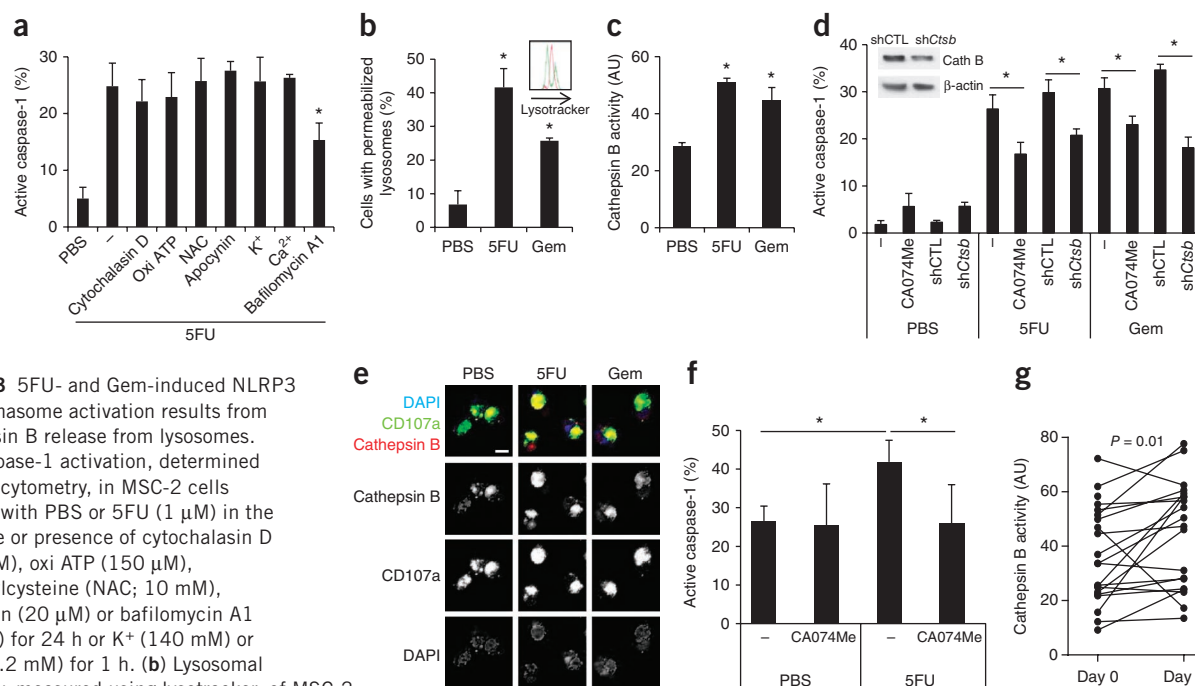 a
Active caspase-1 (%)
30
20
10
0
PBS
–
Cytochalasin D
Oxi ATP
NAC
Apocynin
K+
Ca2+
Bafilomycin A1
*
5FU
b
Cells with permeabilized
lysosomes (%)
50
40
30
20
10
0
*
*
Lysotracker
PBS 5FU Gem
c
Cathepsin B activity (AU)
60
40
20
0
*
*
PBS 5FU Gem
d
Active caspase-1 (%)
40
30
20
10
0
shCTL shCtsb
Cath B
β-actin
*
*
*
*
–
CA074Me
shCTL
shCtsb
–
CA074Me
shCTL
shCtsb
–
CA074Me
shCTL
shCtsb
PBS 5FU Gem
3 5FU- and Gem-induced NLRP3
masome activation results from
sin B release from lysosomes.
pase-1 activation, determined
cytometry, in MSC-2 cells
with PBS or 5FU (1 μM) in the
e or presence of cytochalasin D
M), oxi ATP (150 μM),
lcysteine (NAC; 10 mM),
n (20 μM) or bafilomycin A1
) for 24 h or K+ (140 mM) or
.2 mM) for 1 h. (b) Lysosomal
measured using lysotracker, of MSC-2
e
PBS 5FU Gem
DAPI
CD107a
Cathepsin B
Cathepsin B
CD107a
DAPI
f
Active caspase-1 (%)
50
40
30
20
10
0
*
*
– CA074Me – CA074Me
PBS 5FU
g
Cathepsin B activity (AU)
80
60
40
20
0
P = 0.01
Day 0 Day